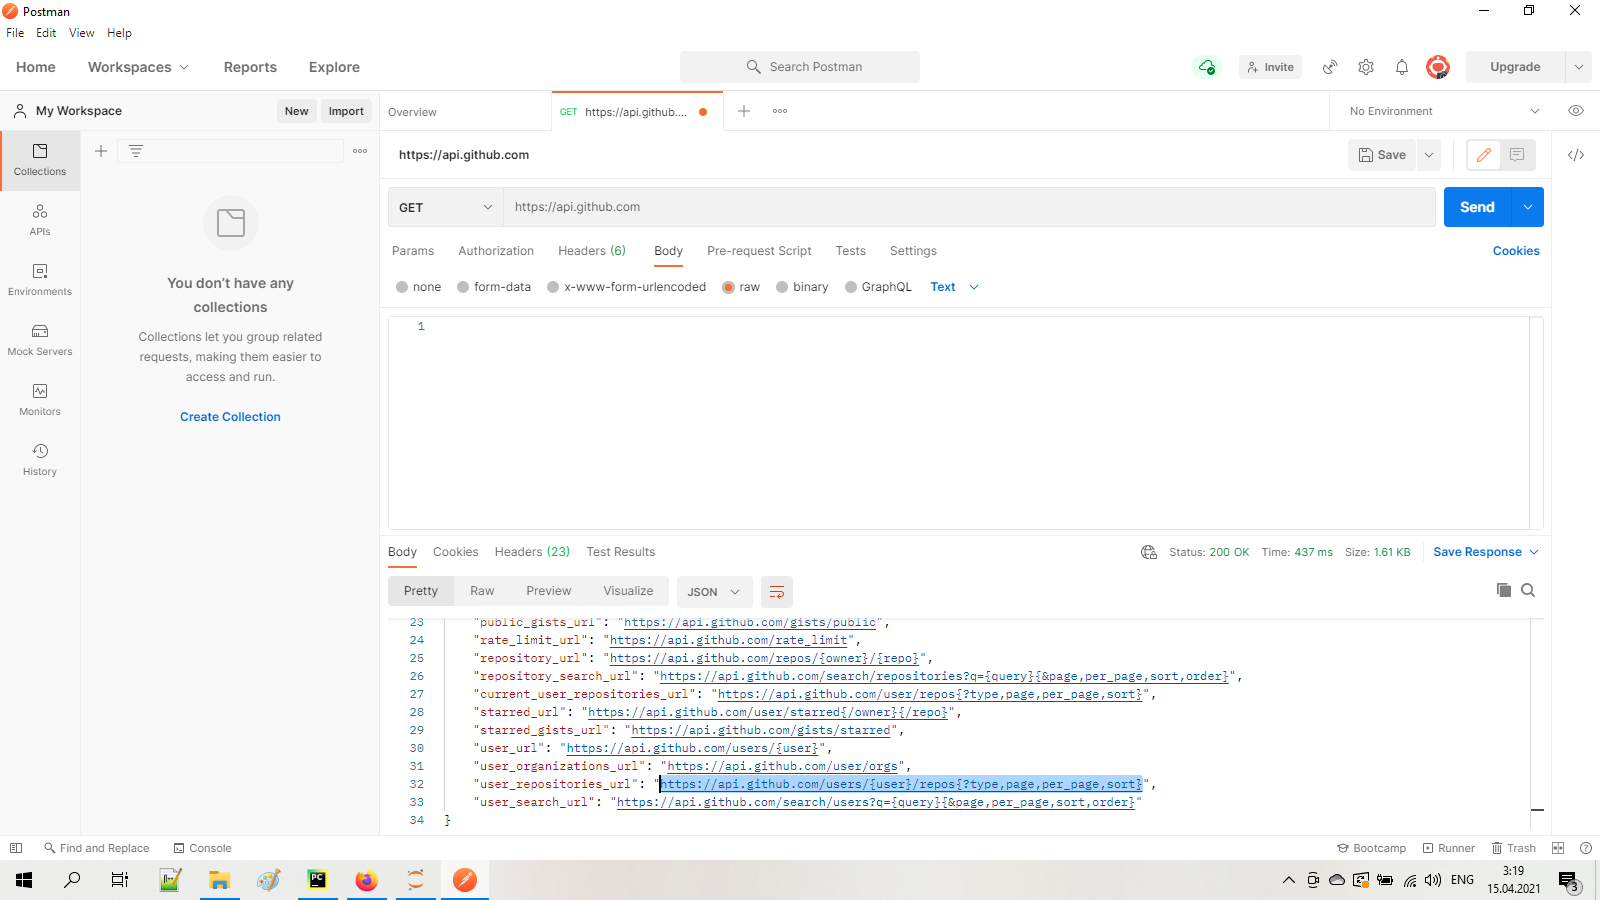 Postman
File Edit View Help
Home Workspaces Reports Explore Search Postman Invite Upgrade
My Workspace New Import Overview GET https://api.github.... No Environment
Collections
https://api.github.com Save
GET https://api.github.com Send
APIs
Params Authorization Headers (6) Body Pre-request Script Tests Settings Cookies
none form-data x-www-form-urlencoded raw binary GraphQL Text
Environments
Mock Servers
Monitors
History
You don't have any
collections
Collections let you group related
requests, making them easier to
access and run.
Create Collection
1
Body Cookies Headers (23) Test Results Status: 200 OK Time: 437 ms Size: 1.61 KB Save Response
Pretty Raw Preview Visualize JSON
23 "public_gists_url": "https://api.github.com/gists/public",
24 "rate_limit_url": "https://api.github.com/rate_limit",
25 "repository_url": "https://api.github.com/repos/{owner}/{repo}",
26 "repository_search_url": "https://api.github.com/search/repositories?q={query}{&page,per_page,sort,order}",
27 "current_user_repositories_url": "https://api.github.com/user/repos{?type,page,per_page,sort}",
28 "starred_url": "https://api.github.com/user/starred{/owner}{/repo}",
29 "starred_gists_url": "https://api.github.com/gists/starred",
30 "user_url": "https://api.github.com/users/{user}",
31 "user_organizations_url": "https://api.github.com/user/orgs",
32 "user_repositories_url": "https://api.github.com/users/{user}/repos{?type,page,per_page,sort}",
33 "user_search_url": "https://api.github.com/search/users?q={query}{&page,per_page,sort,order}"
34 }
Find and Replace Console Bootcamp Runner Trash
PC ENG 3:19
15.04.2021 3